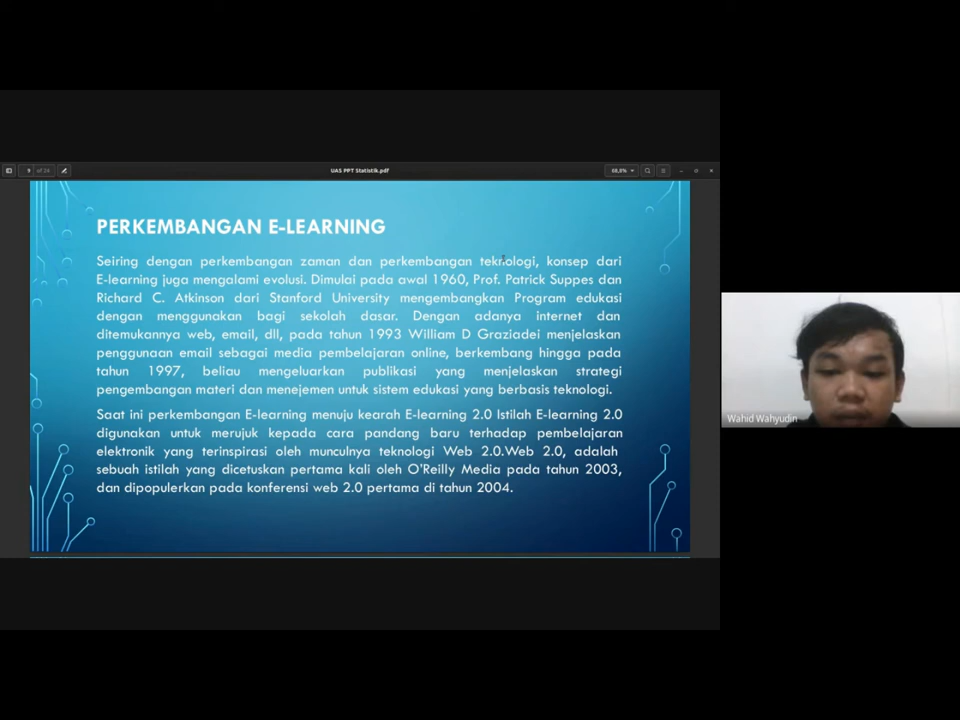 9 of 24
UAS PPT Statistik.pdf
68,8%
PERKEMBANGAN E-LEARNING
Seiring dengan perkembangan zaman dan perkembangan teknologi, konsep dari
E-learning juga mengalami evolusi. Dimulai pada awal 1960, Prof. Patrick Suppes dan
Richard C. Atkinson dari Stanford University mengembangkan Program edukasi
dengan menggunakan bagi sekolah dasar. Dengan adanya internet dan
ditemukannya web, email, dll, pada tahun 1993 William D Graziadei menjelaskan
penggunaan email sebagai media pembelajaran online, berkembang hingga pada
tahun 1997, beliau mengeluarkan publikasi yang menjelaskan strategi
pengembangan materi dan menejemen untuk sistem edukasi yang berbasis teknologi.
Saat ini perkembangan E-learning menuju kearah E-learning 2.0 Istilah E-learning 2.0
digunakan untuk merujuk kepada cara pandang baru terhadap pembelajaran
elektronik yang terinspirasi oleh munculnya teknologi Web 2.0.Web 2.0, adalah
sebuah istilah yang dicetuskan pertama kali oleh O'Reilly Media pada tahun 2003,
dan dipopulerkan pada konferensi web 2.0 pertama di tahun 2004.
Wahid Wahyudin